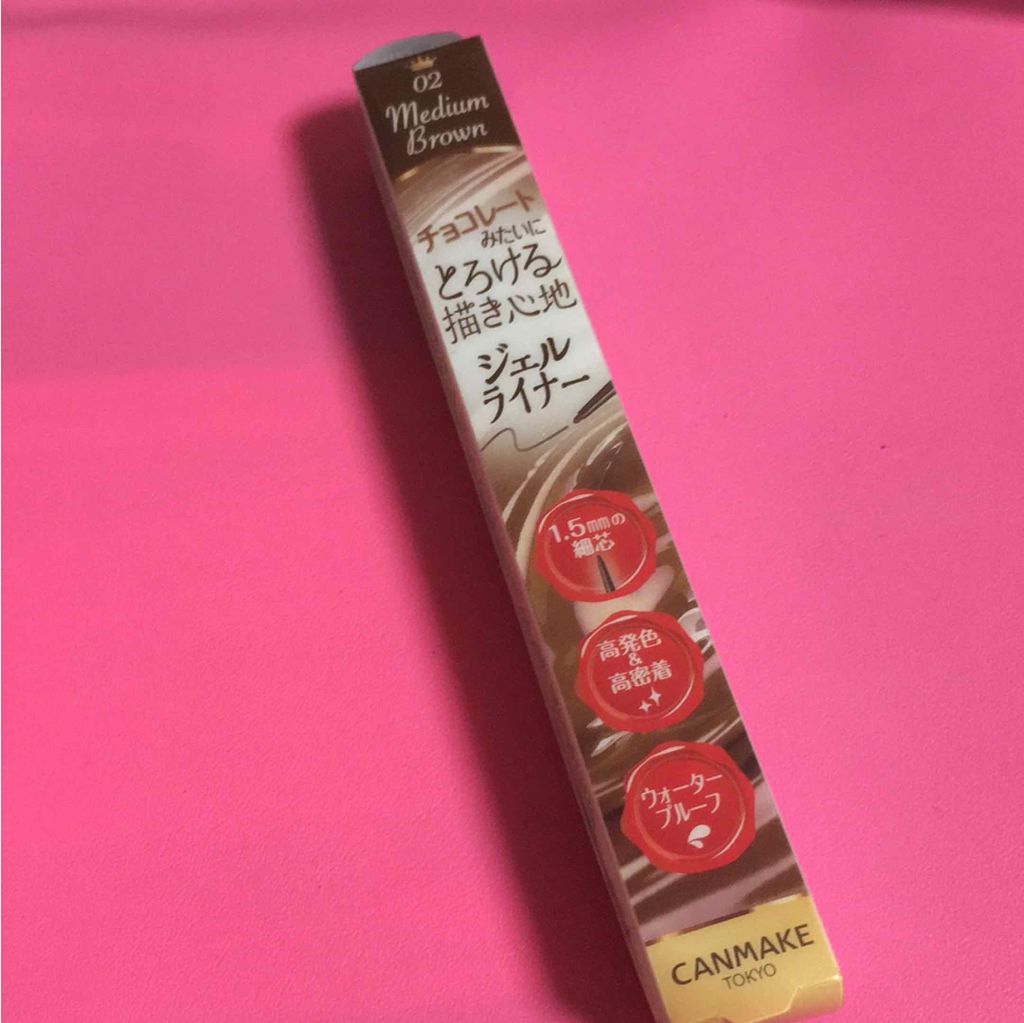 02
Medium
Brown
チョコレート
みたいに
とろける
描き心地
ジェル
ライナー
1.5mmの
細芯
高発色
&
高密着
ウォーター
プルーフ
CANMAKE
TOKYO